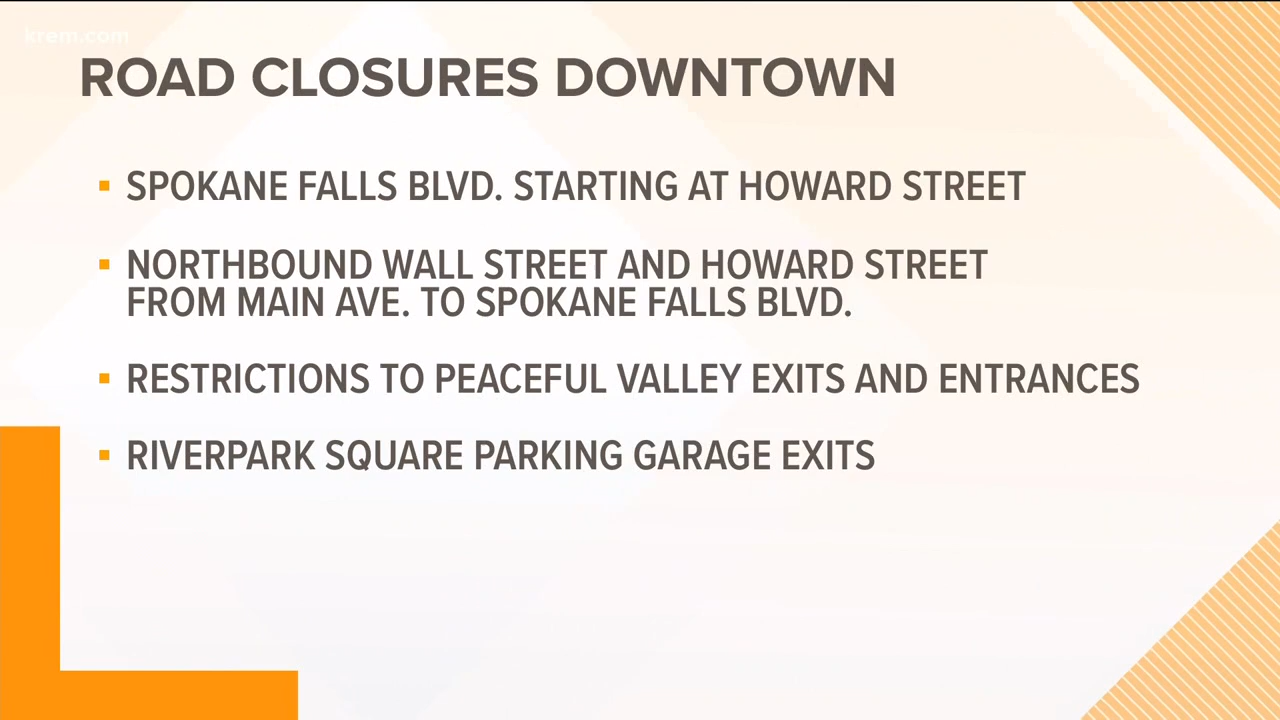 krem.com
ROAD CLOSURES DOWNTOWN
SPOKANE FALLS BLVD. STARTING AT HOWARD STREET
NORTHBOUND WALL STREET AND HOWARD STREET
FROM MAIN AVE. TO SPOKANE FALLS BLVD.
RESTRICTIONS TO PEACEFUL VALLEY EXITS AND ENTRANCES
RIVERPARK SQUARE PARKING GARAGE EXITS